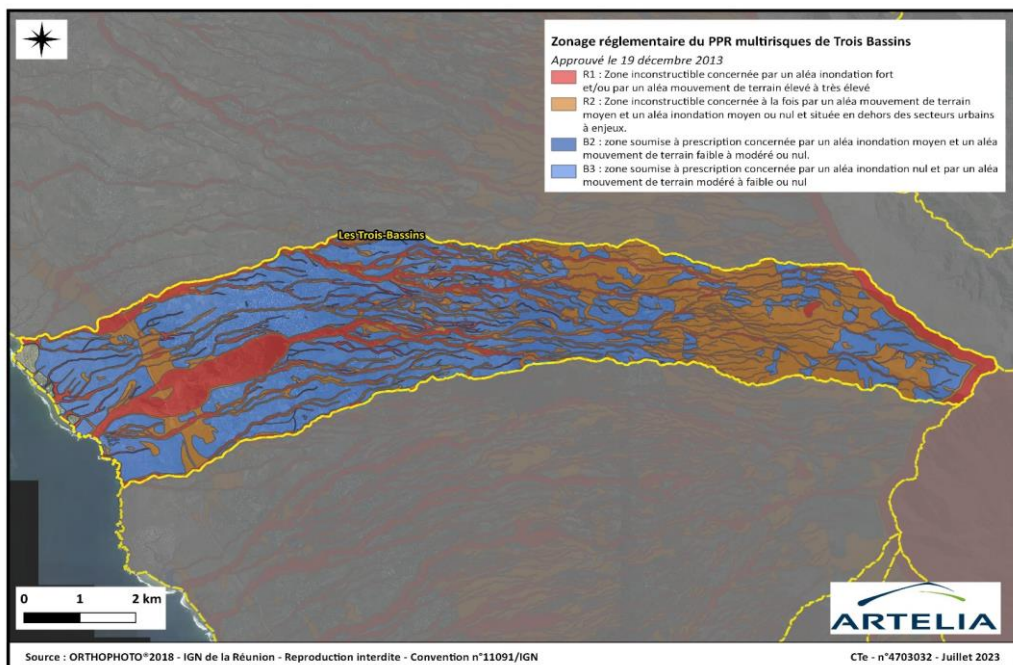 Zonage réglementaire du PPR multirisques de Trois Bassins
Approuvé le 19 décembre 2013
R1 : Zone inconstructible concernée par un aléa inondation fort
et/ou par un aléa mouvement de terrain élevé à très élevé
R2 : Zone inconstructible concernée à la fois par un aléa mouvement de terrain
moyen et un aléa inondation moyen ou nul et située en dehors des secteurs urbains
à enjeux.
B2 : zone soumise à prescription concernée par un aléa inondation moyen et un aléa
mouvement de terrain faible à modéré ou nul.
B3 : zone soumise à prescription concernée par un aléa inondation nul et par un aléa
mouvement de terrain modéré à faible ou nul
Les Trois-Bassins
0 1 2 km
ARTELIA
Source : ORTHOPHOTO®2018 - IGN de la Réunion - Reproduction interdite - Convention n°11091/IGN
CTe - n°4703032 - Juillet 2023